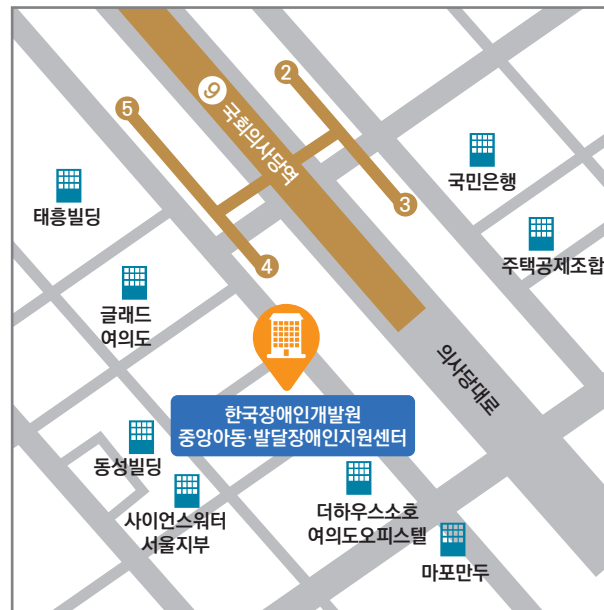 2
5
9 국회의사당역
3
4
국민은행
태흥빌딩
주택공제조합
글래드
여의도
의사당대로
한국장애인개발원
중앙아동·발달장애인지원센터
동성빌딩
사이언스워터
서울지부
더하우스소호
여의도오피스텔
마포만두